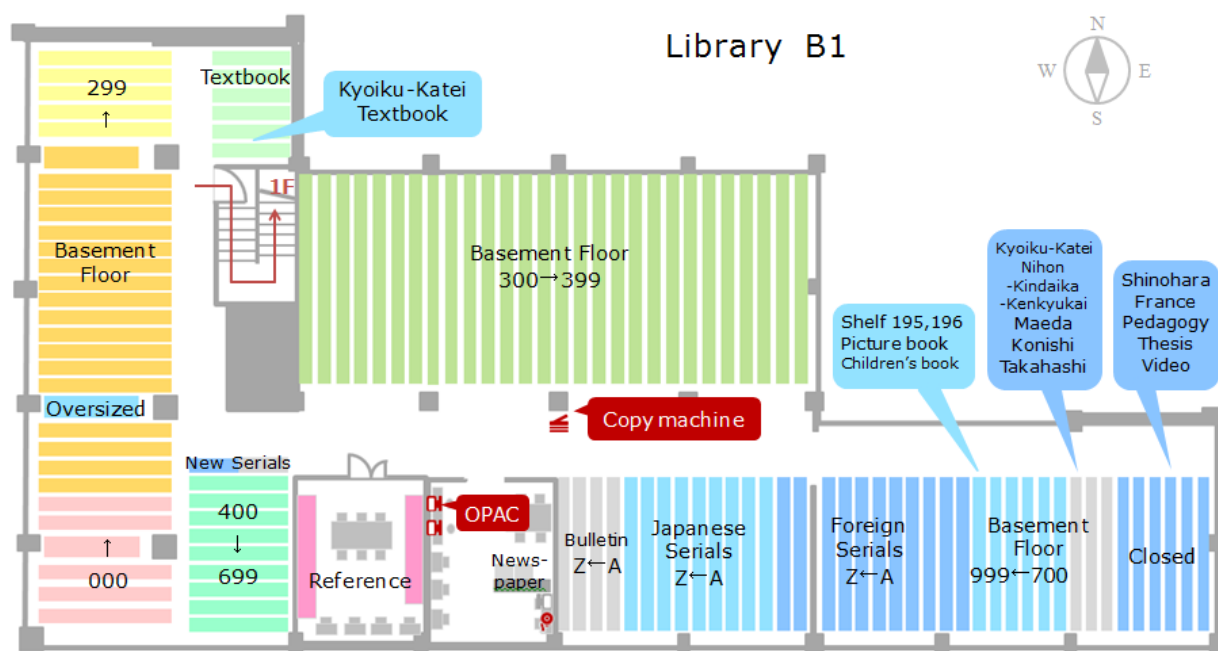 Library B1
N
W E
S
299
↑
Textbook
Kyoiku-Katei
Textbook
1F
Basement
Floor
Basement Floor
300→399
Kyoiku-Katei
Nihon
-Kindaika
-Kenkyukai
Maeda
Konishi
Takahashi
Shinohara
France
Pedagogy
Thesis
Video
Shelf 195,196
Picture book
Children's book
Oversized
Copy machine
New Serials
400
↓
699
↑
000
Reference
OPAC
News-
paper
Bulletin
Z←A
Japanese
Serials
Z←A
Foreign
Serials
Z←A
Basement
Floor
999←700
Closed